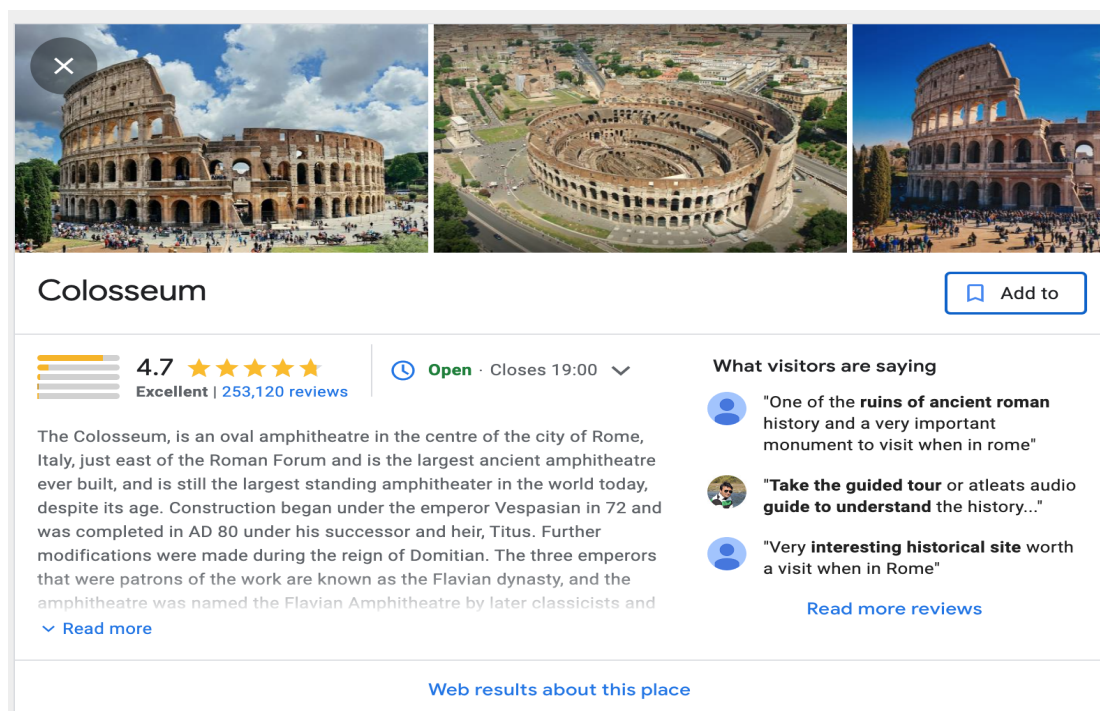 Colosseum
Add to
4.7
Excellent | 253,120 reviews
Open · Closes 19:00
The Colosseum, is an oval amphitheatre in the centre of the city of Rome,
Italy, just east of the Roman Forum and is the largest ancient amphitheatre
ever built, and is still the largest standing amphitheater in the world today,
despite its age. Construction began under the emperor Vespasian in 72 and
was completed in AD 80 under his successor and heir, Titus. Further
modifications were made during the reign of Domitian. The three emperors
that were patrons of the work are known as the Flavian dynasty, and the
amphitheatre was named the Flavian Amphitheatre by later classicists and
Read more
What visitors are saying
"One of the ruins of ancient roman
history and a very important
monument to visit when in rome"
"Take the guided tour or atleats audio
guide to understand the history..."
"Very interesting historical site worth
a visit when in Rome"
Read more reviews
Web results about this place